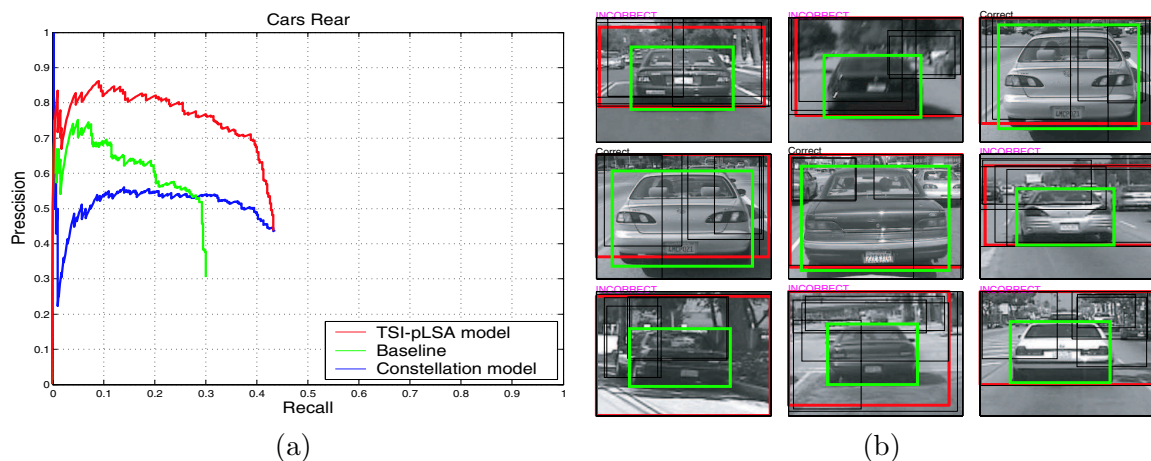 Cars Rear
1
0.9
0.8
0.7
0.6
0.5
0.4
0.3
0.2
0.1
0
Prescision
0 0.1 0.2 0.3 0.4 0.5 0.6 0.7 0.8 0.9 1
Recall
TSI-pLSA model
Baseline
Constellation model
(a)
INCORRECT
INCORRECT
Correct
Correct
Correct
INCORRECT
INCORRECT
INCORRECT
INCORRECT
(b)